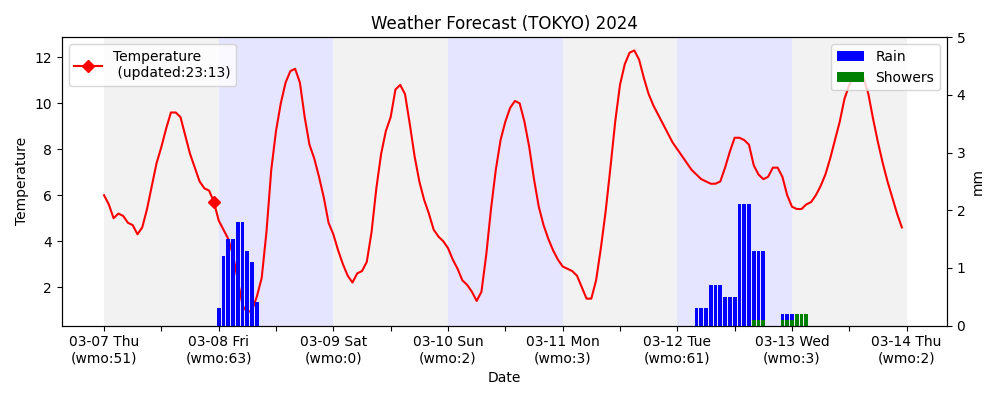 Weather Forecast (TOKYO) 2024
Temperature
(updated:23:13)
Rain
Showers
Temperature
12
10
8
6
4
2
5
4
3
2
1
0
mm
03-07 Thu
(wmo:51)
03-08 Fri
(wmo:63)
03-09 Sat
(wmo:0)
03-10 Sun
(wmo:2)
03-11 Mon
(wmo:3)
03-12 Tue
(wmo:61)
03-13 Wed
(wmo:3)
03-14 Thu
(wmo:2)
Date